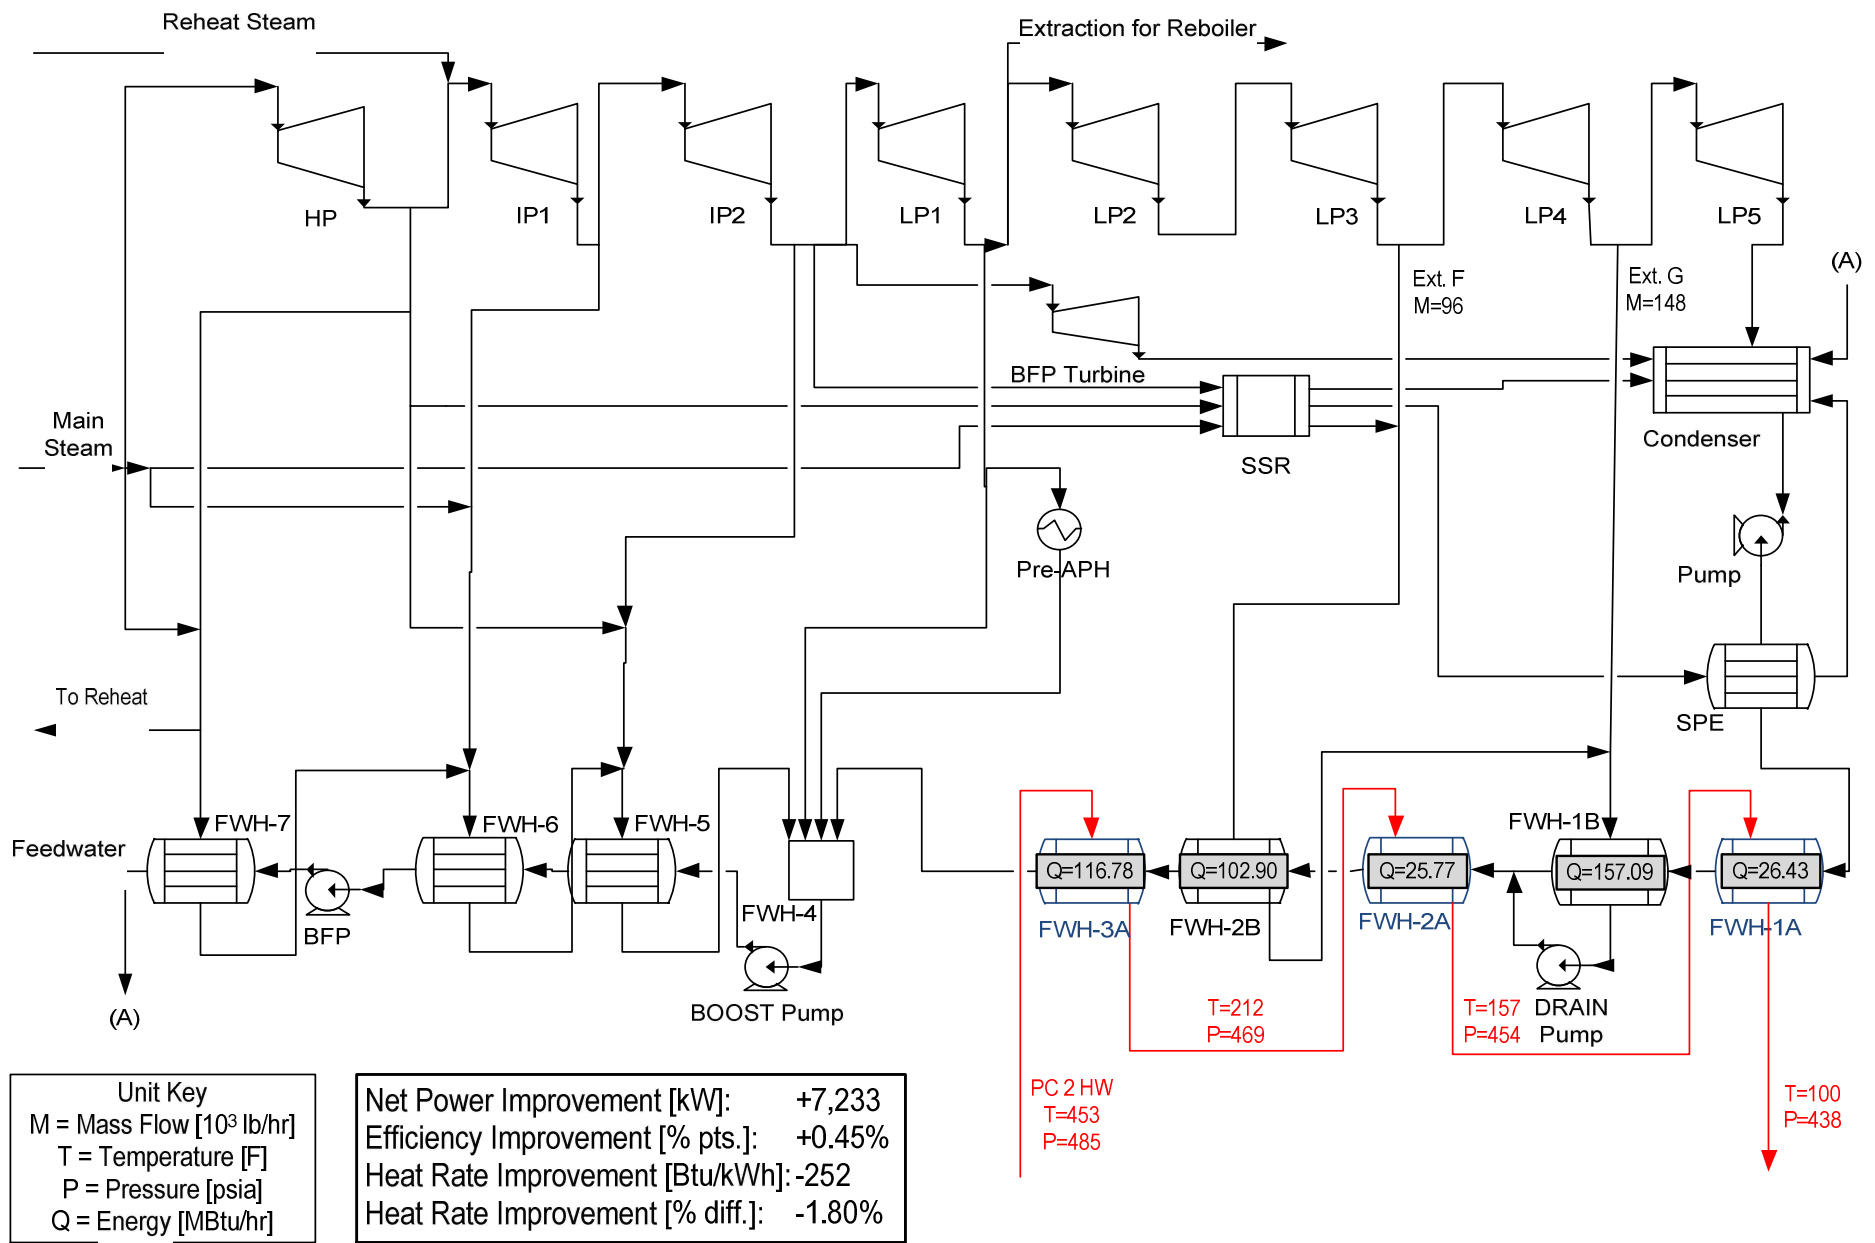 Reheat Steam
Extraction for Reboiler
HP
IP1
IP2
LP1
LP2
LP3
LP4
LP5
(A)
Ext. F
M=96
Ext. G
M=148
BFP Turbine
SSR
Condenser
Main
Steam
Pre-APH
Pump
To Reheat
SPE
FWH-7
FWH-6
FWH-5
FWH-1B
Feedwater
Q=116.78
Q=102.90
Q=25.77
Q=157.09
Q=26.43
FWH-4
FWH-3A
FWH-2B
FWH-2A
FWH-1A
BFP
(A)
BOOST Pump
T=212
P=469
T=157
P=454
DRAIN
Pump
PC 2 HW
T=453
P=485
T=100
P=438
Unit Key
M = Mass Flow [10³ lb/hr]
T = Temperature [F]
P = Pressure [psia]
Q = Energy [MBtu/hr]
Net Power Improvement [kW]: +7,233
Efficiency Improvement [% pts.]: +0.45%
Heat Rate Improvement [Btu/kWh]: -252
Heat Rate Improvement [% diff.]: -1.80%